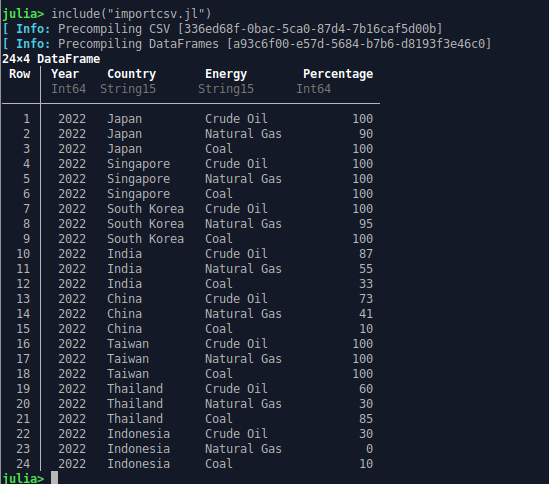 julia> include("importcsv.jl")
[ Info: Precompiling CSV [336ed68f-0bac-5ca0-87d4-7b16caf5d00b]
[ Info: Precompiling DataFrames [a93c6f00-e57d-5684-b7b6-d8193f3e46c0]
24×4 DataFrame
Row Year Country Energy Percentage
Int64 String15 String15 Int64
1 2022 Japan Crude Oil 100
2 2022 Japan Natural Gas 90
3 2022 Japan Coal 100
4 2022 Singapore Crude Oil 100
5 2022 Singapore Natural Gas 100
6 2022 Singapore Coal 100
7 2022 South Korea Crude Oil 100
8 2022 South Korea Natural Gas 95
9 2022 South Korea Coal 100
10 2022 India Crude Oil 87
11 2022 India Natural Gas 55
12 2022 India Coal 33
13 2022 China Crude Oil 73
14 2022 China Natural Gas 41
15 2022 China Coal 10
16 2022 Taiwan Crude Oil 100
17 2022 Taiwan Natural Gas 100
18 2022 Taiwan Coal 100
19 2022 Thailand Crude Oil 60
20 2022 Thailand Natural Gas 30
21 2022 Thailand Coal 85
22 2022 Indonesia Crude Oil 30
23 2022 Indonesia Natural Gas 0
24 2022 Indonesia Coal 10
julia>